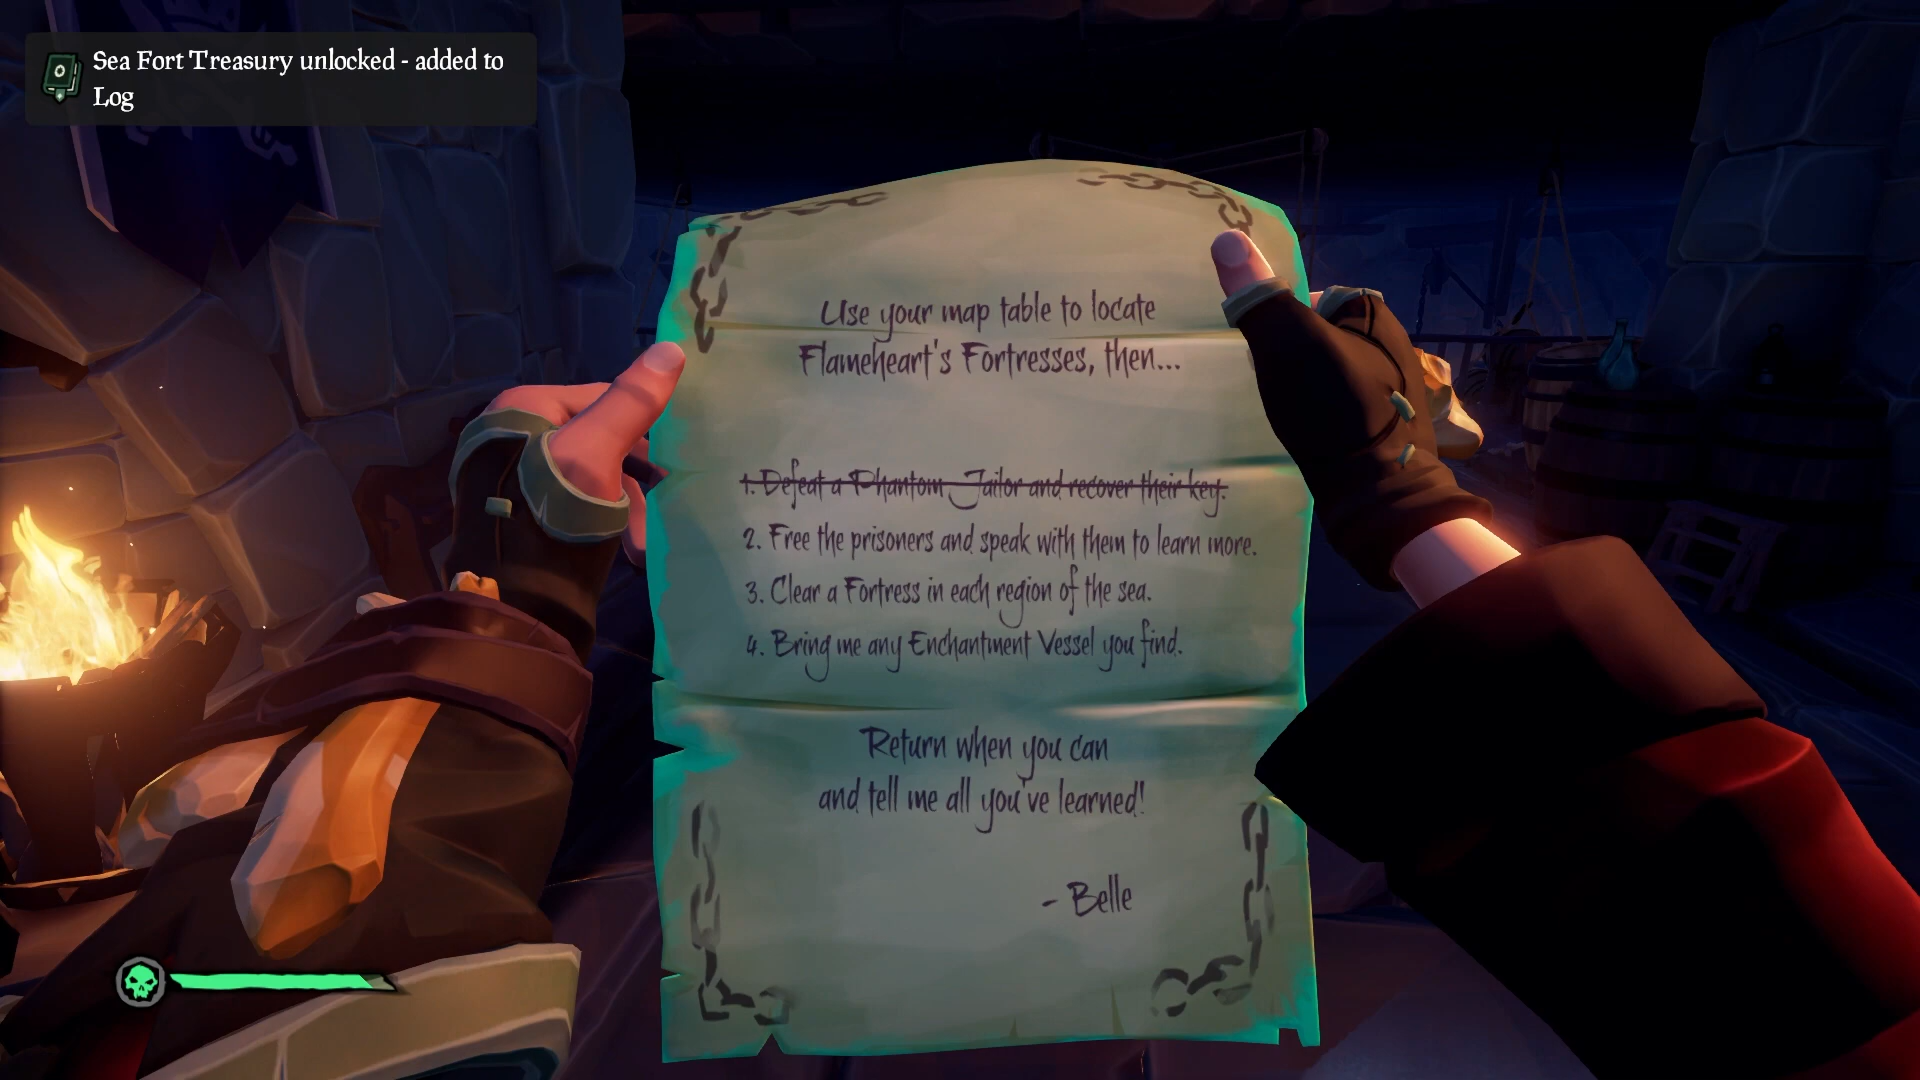 Sea Fort Treasury unlocked - added to
Log
Use your map table to locate
Flameheart's Fortresses, then...
1. Defeat a Phantom Jailor and recover their key.
2. Free the prisoners and speak with them to learn more.
3. Clear a Fortress in each region of the sea.
4. Bring me any Enchantment Vessel you find.
Return when you can
and tell me all you've learned!
- Belle